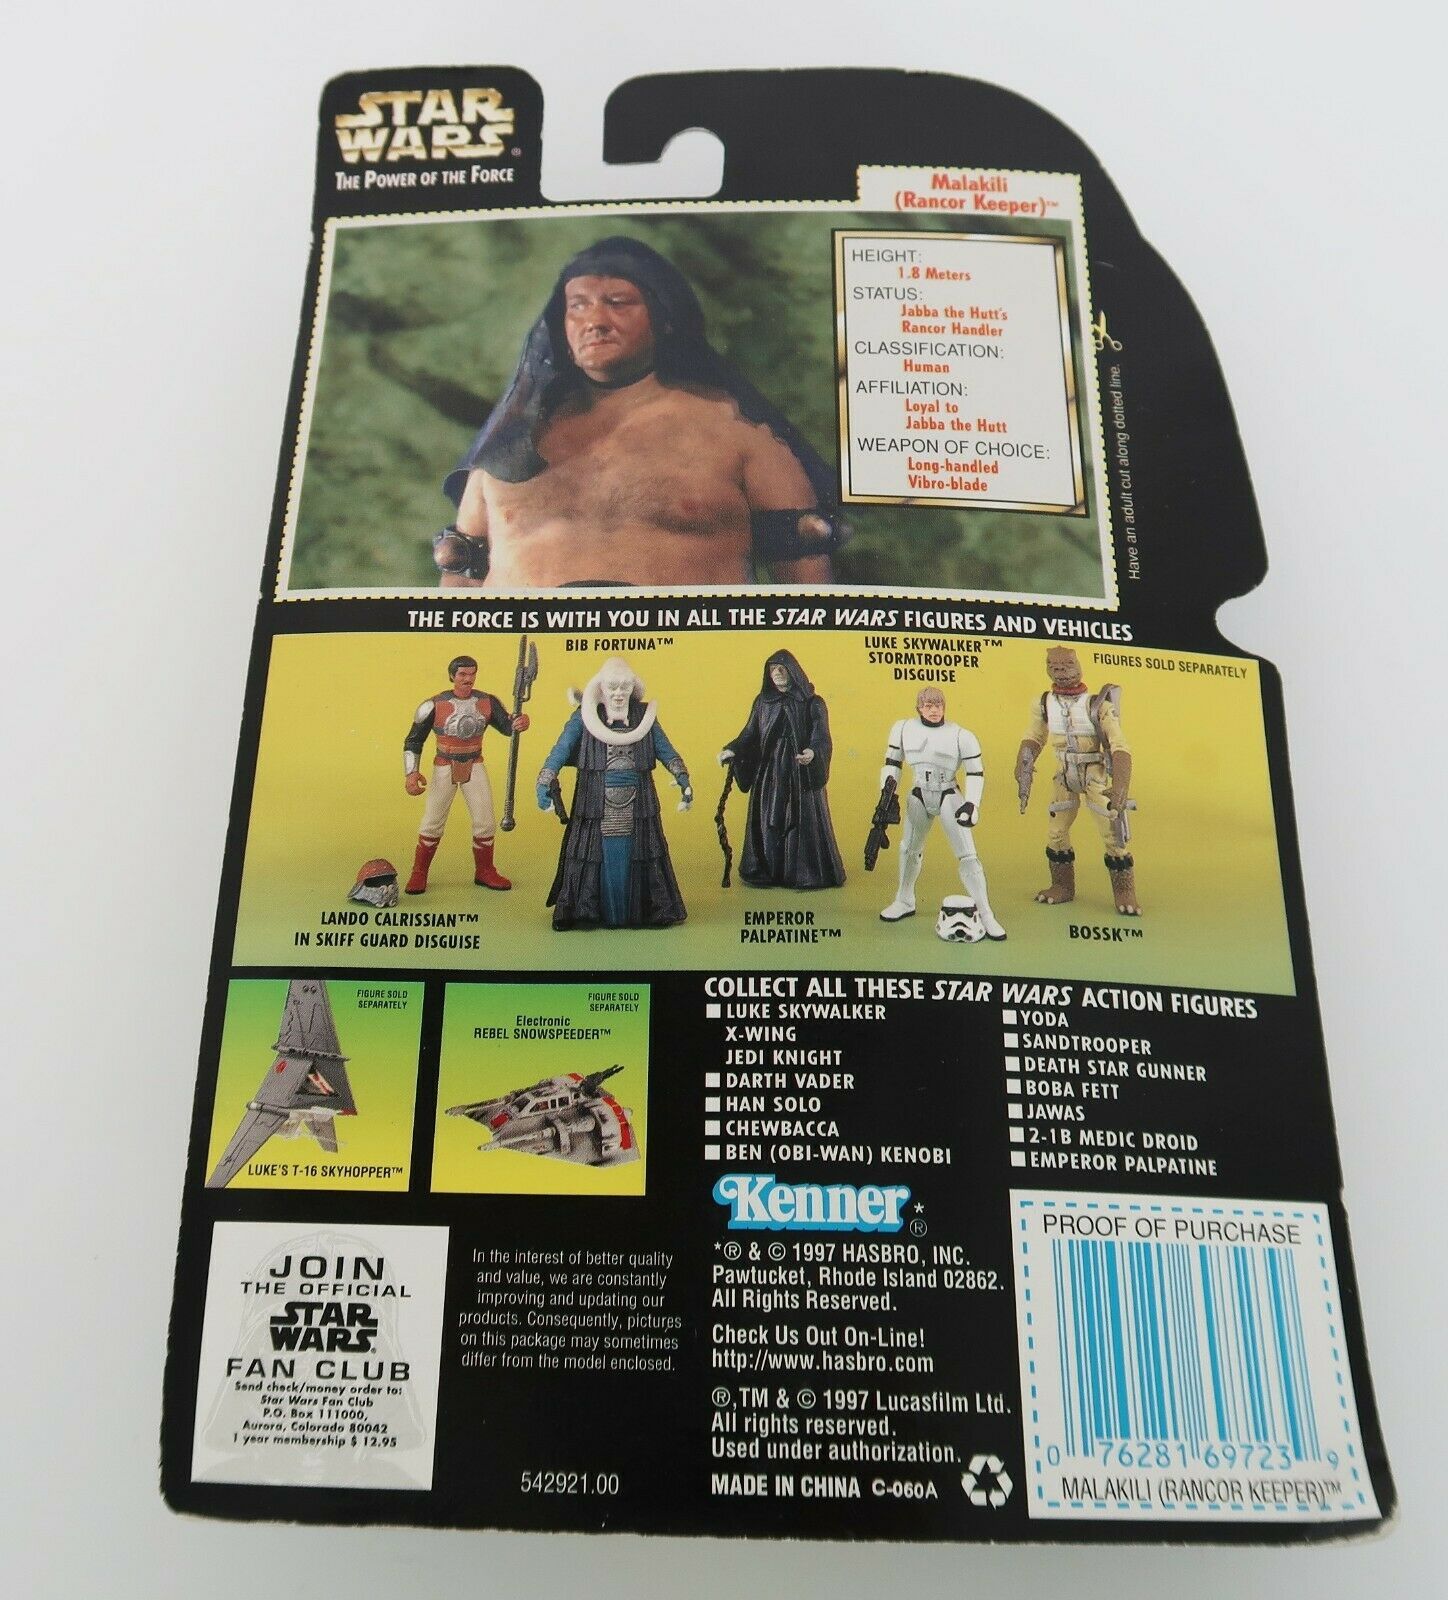 STAR
WARS®
THE POWER OF THE FORCE
Malakili
(Rancor Keeper)™
HEIGHT:
1.8 Meters
STATUS:
Jabba the Hutt's
Rancor Handler
CLASSIFICATION:
Human
AFFILIATION:
Loyal to
Jabba the Hutt
WEAPON OF CHOICE:
Long-handled
Vibro-blade
Have an adult cut along dotted line.
THE FORCE IS WITH YOU IN ALL THE STAR WARS FIGURES AND VEHICLES
BIB FORTUNA™
LUKE SKYWALKER™
STORMTROOPER
DISGUISE
FIGURES SOLD SEPARATELY
LANDO CALRISSIAN™
IN SKIFF GUARD DISGUISE
EMPEROR
PALPATINE™
BOSSK™
FIGURE SOLD
SEPARATELY
LUKE'S T-16 SKYHOPPER™
FIGURE SOLD
SEPARATELY
Electronic
REBEL SNOWSPEEDER™
COLLECT ALL THESE STAR WARS ACTION FIGURES
■ LUKE SKYWALKER
X-WING
JEDI KNIGHT
■ DARTH VADER
■ HAN SOLO
■ CHEWBACCA
■ BEN (OBI-WAN) KENOBI
■ YODA
■ SANDTROOPER
■ DEATH STAR GUNNER
■ BOBA FETT
■ JAWAS
■ 2-1B MEDIC DROID
■ EMPEROR PALPATINE
JOIN
THE OFFICIAL
STAR
WARS®
FAN CLUB
Send check/money order to:
Star Wars Fan Club
P.O. Box 111000,
Aurora, Colorado 80042
1 year membership $ 12.95
In the interest of better quality
and value, we are constantly
improving and updating our
products. Consequently, pictures
on this package may sometimes
differ from the model enclosed.
542921.00
Kenner*®
*® & © 1997 HASBRO, INC.
Pawtucket, Rhode Island 02862.
All Rights Reserved.
Check Us Out On-Line!
http://www.hasbro.com
®,TM & © 1997 Lucasfilm Ltd.
All rights reserved.
Used under authorization.
MADE IN CHINA C-060A
PROOF OF PURCHASE
0 76281 69723 9
MALAKILI (RANCOR KEEPER)™